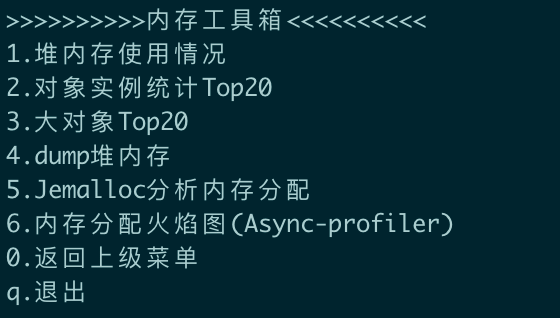 >>>>>>>>>>内存工具箱<<<<<<<<<<
1.堆内存使用情况
2.对象实例统计Top20
3.大对象Top20
4.dump堆内存
5.Jemalloc分析内存分配
6.内存分配火焰图(Async-profiler)
0.返回上级菜单
q.退出